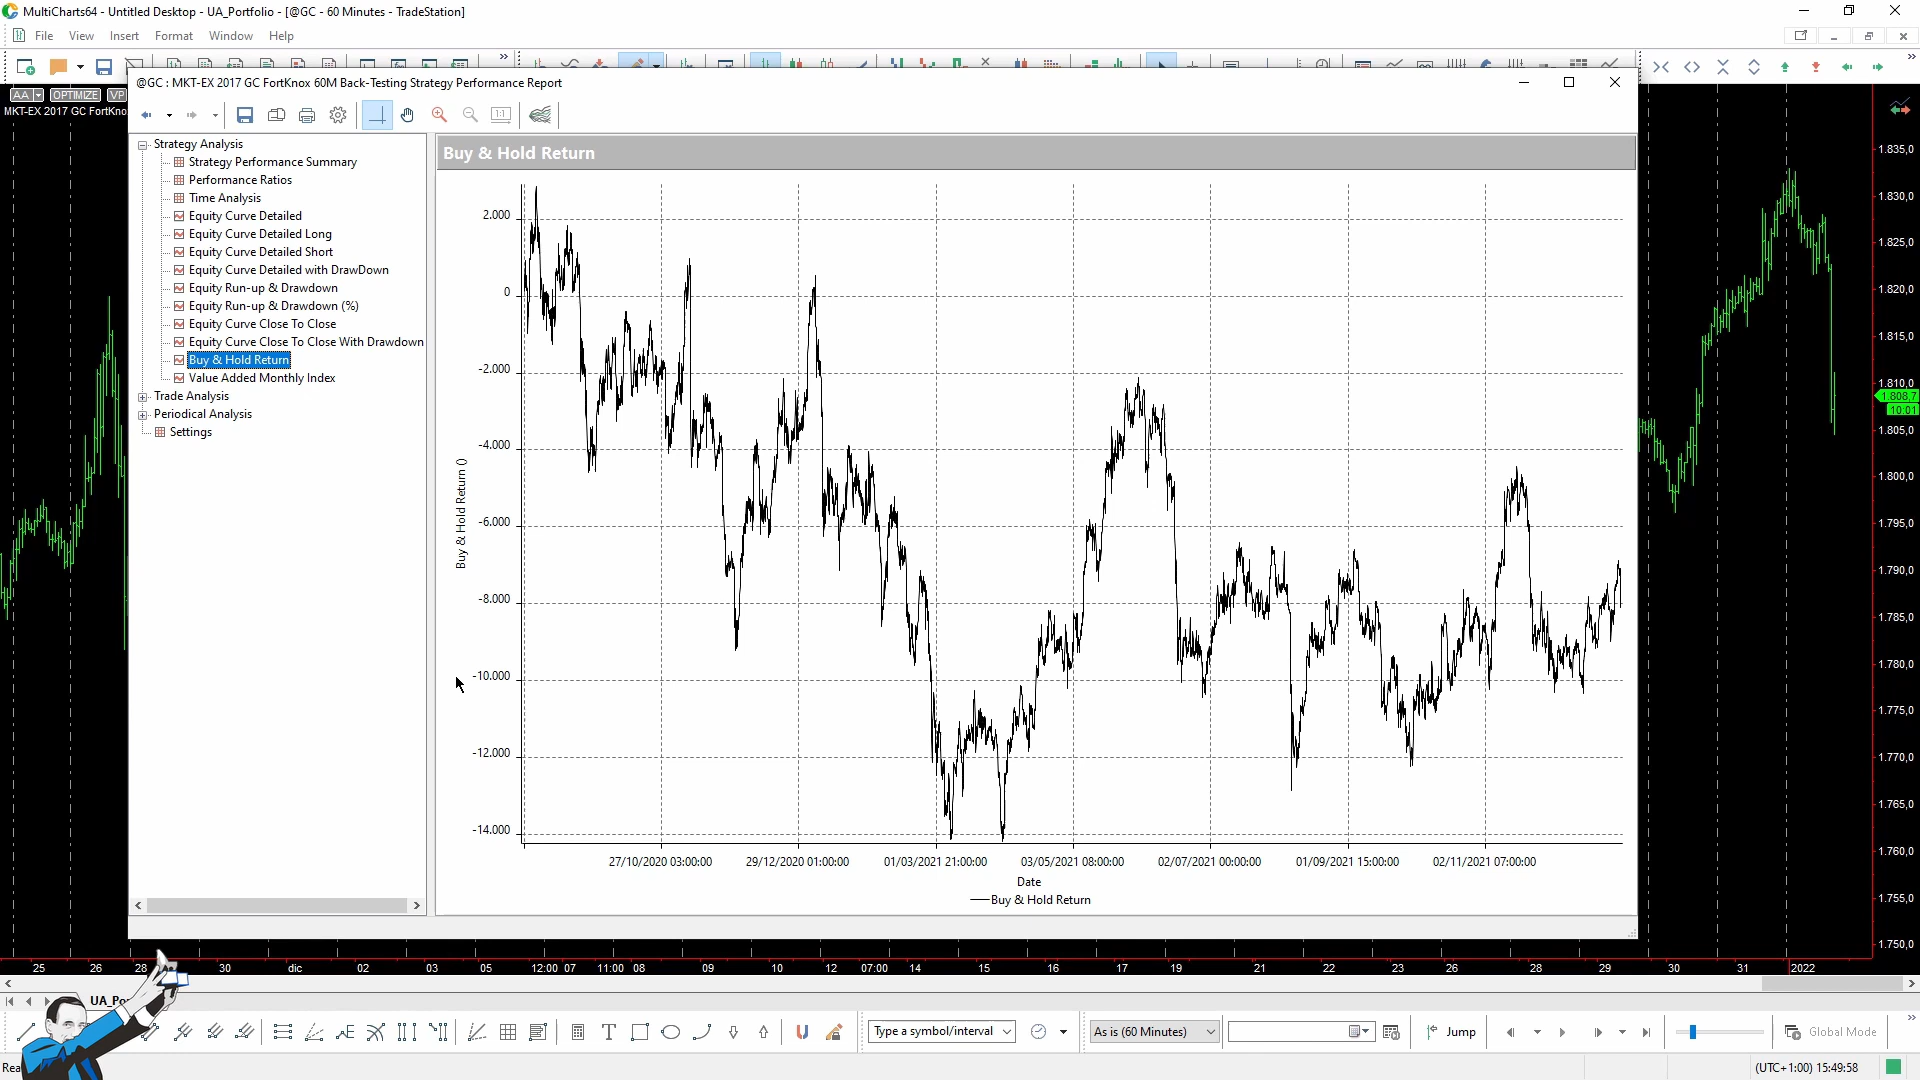 MultiCharts64 - Untitled Desktop - UA_Portfolio - [@GC - 60 Minutes - TradeStation]
File View Insert Format Window Help
@GC : MKT-EX 2017 GC FortKnox 60M Back-Testing Strategy Performance Report
AA OPTIMIZE VP
MKT-EX 2017 GC FortKno
Strategy Analysis
Strategy Performance Summary
Performance Ratios
Time Analysis
Equity Curve Detailed
Equity Curve Detailed Long
Equity Curve Detailed Short
Equity Curve Detailed with DrawDown
Equity Run-up & Drawdown
Equity Run-up & Drawdown (%)
Equity Curve Close To Close
Equity Curve Close To Close With Drawdown
Buy & Hold Return
Value Added Monthly Index
Trade Analysis
Periodical Analysis
Settings
Buy & Hold Return
2.000
0
-2.000
-4.000
-6.000
-8.000
-10.000
-12.000
-14.000
Buy & Hold Return ()
27/10/2020 03:00:00 29/12/2020 01:00:00 01/03/2021 21:00:00 03/05/2021 08:00:00 02/07/2021 00:00:00 01/09/2021 15:00:00 02/11/2021 07:00:00
Date
Buy & Hold Return
1.835,0
1.830,0
1.825,0
1.820,0
1.815,0
1.810,0
1.808,7
10:01
1.805,0
1.800,0
1.795,0
1.790,0
1.785,0
1.780,0
1.775,0
1.770,0
1.765,0
1.760,0
1.755,0
1.750,0
25 26 28 30 dic 02 03 05 12:00 07 11:00 08 09 10 12 07:00 14 15 16 17 19 21 22 23 26 28 29 30 31 2022
UA_Po
Type a symbol/interval As is (60 Minutes) Jump Global Mode
Rea
(UTC+1:00) 15:49:58